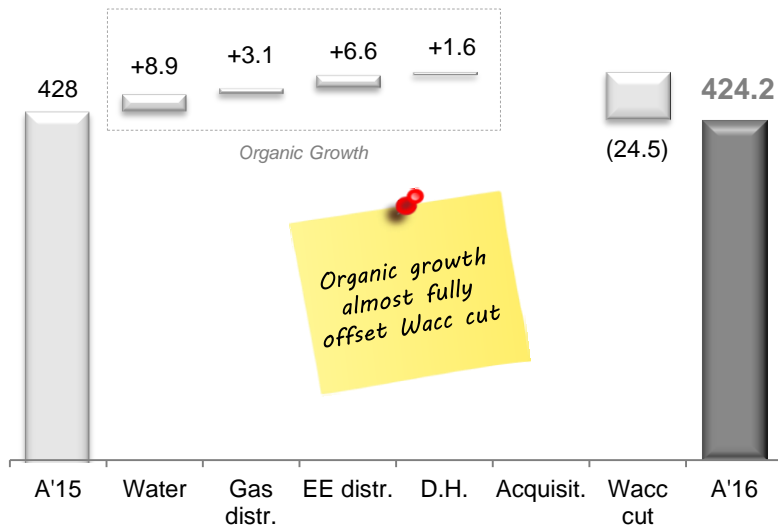 +8.9
+3.1
+6.6
+1.6
428
424.2
(24.5)
Organic Growth
Organic growth
almost fully
offset Wacc cut
A'15
Water
Gas
distr.
EE distr.
D.H.
Acquisit.
Wacc
cut
A'16